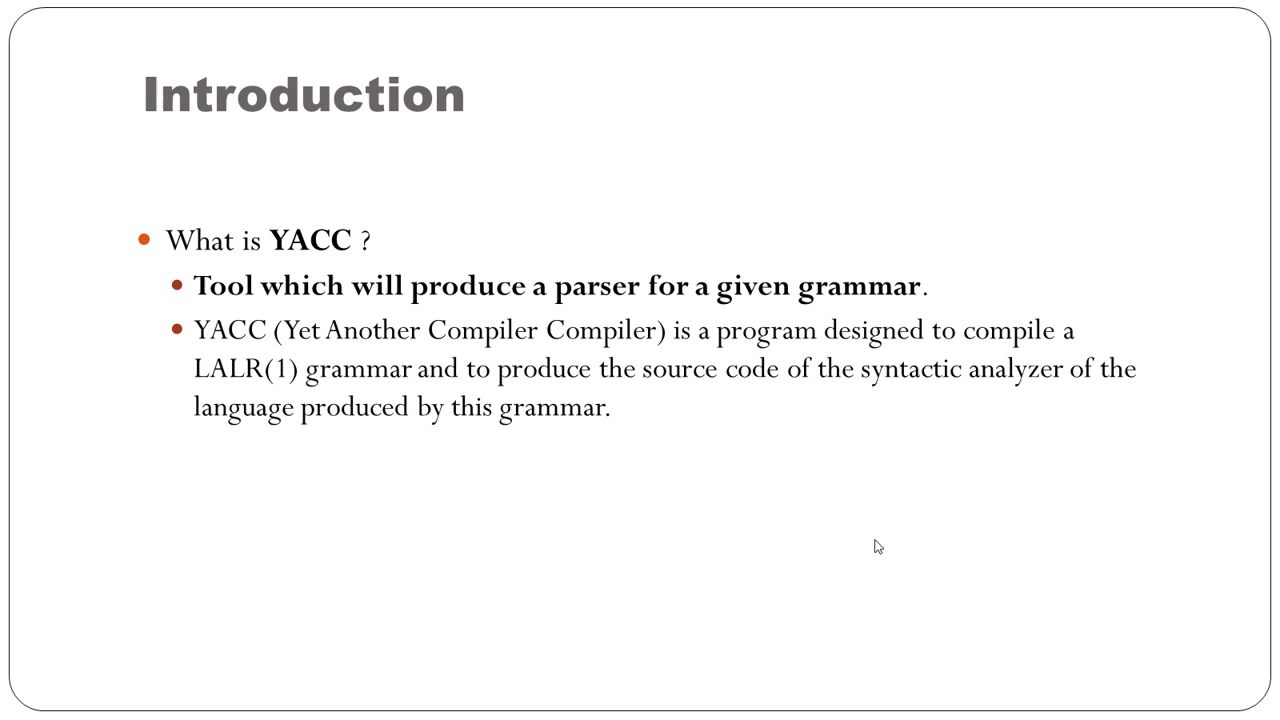 Introduction
What is YACC ?
Tool which will produce a parser for a given grammar.
YACC (Yet Another Compiler Compiler) is a program designed to compile a
LALR(1) grammar and to produce the source code of the syntactic analyzer of the
language produced by this grammar.